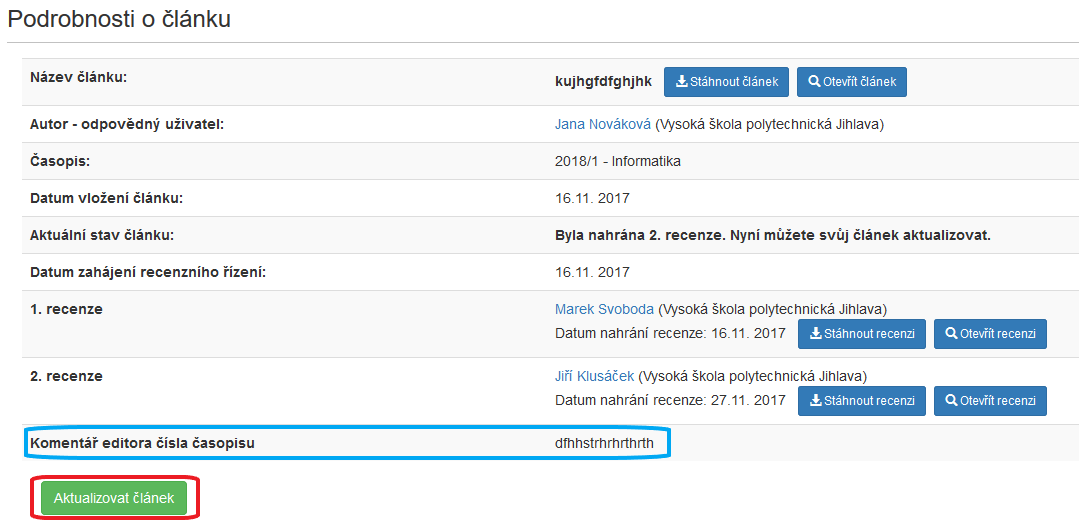 Podrobnosti o článku
Název článku: kujhgfdfghjhk Stáhnout článek Otevřít článek
Autor - odpovědný uživatel: Jana Nováková (Vysoká škola polytechnická Jihlava)
Časopis: 2018/1 - Informatika
Datum vložení článku: 16.11. 2017
Aktuální stav článku: Byla nahrána 2. recenze. Nyní můžete svůj článek aktualizovat.
Datum zahájení recenzního řízení: 16.11. 2017
1. recenze Marek Svoboda (Vysoká škola polytechnická Jihlava)
Datum nahrání recenze: 16.11. 2017 Stáhnout recenzi Otevřít recenzi
2. recenze Jiří Klusáček (Vysoká škola polytechnická Jihlava)
Datum nahrání recenze: 27.11. 2017 Stáhnout recenzi Otevřít recenzi
Komentář editora čísla časopisu dfhhstrhrhrthrth
Aktualizovat článek